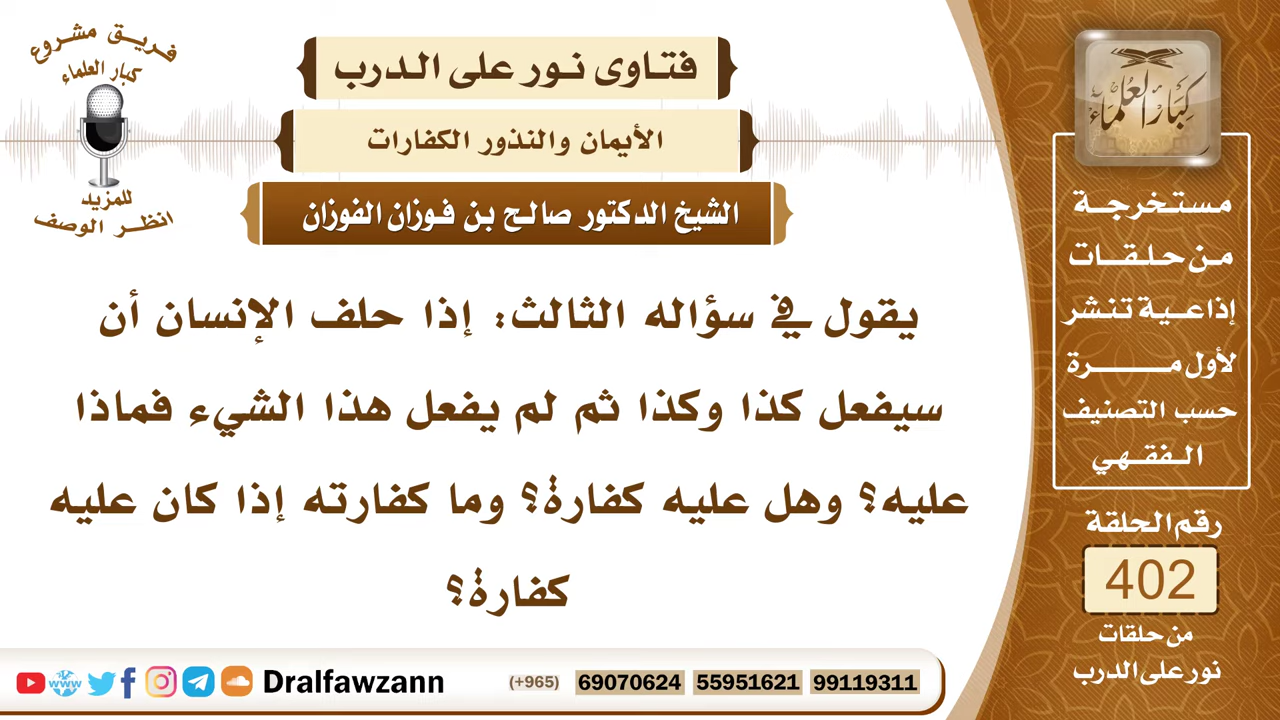 فريق مشروع
كبار العلماء
للمزيد
انظر الوصف
فتاوى نور على الدرب
الأيمان والنذور الكفارات
الشيخ الدكتور صالح بن فوزان الفوزان
يقول في سؤاله الثالث: إذا حلف الإنسان أن
سيفعل كذا وكذا ثم لم يفعل هذا الشيء فماذا
عليه؟ وهل عليه كفارة؟ وما كفارته إذا كان عليه
كفارة؟
كبار العلماء
مستخرجة
من حلقات
إذاعية تنشر
لأول مرة
حسب التصنيف
الفقهي
رقم الحلقة
402
من حلقات
نور على الدرب
www
Dralfawzann
(+965) 69070624 55951621 99119311